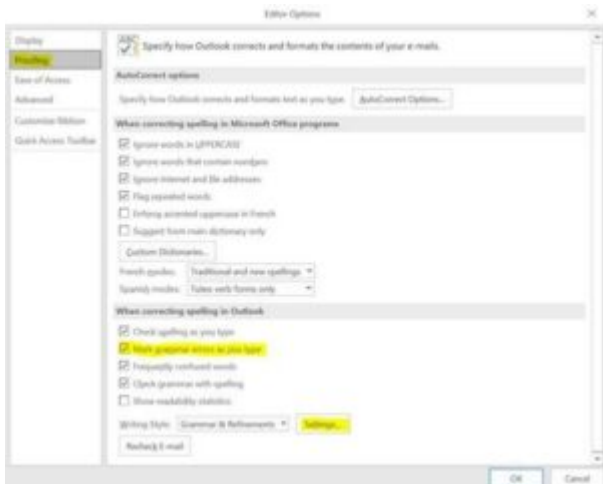 Editor Options
Display
Proofing
Ease of Access
Advanced
Customize Ribbon
Quick Access Toolbar
ABC
Specify how Outlook corrects and formats the contents of your e-mails.
AutoCorrect options
Specify how Outlook corrects and formats text as you type: AutoCorrect Options...
When correcting spelling in Microsoft Office programs
Ignore words in UPPERCASE
Ignore words that contain numbers
Ignore Internet and file addresses
Flag repeated words
Enforce accented uppercase in French
Suggest from main dictionary only
Custom Dictionaries...
French modes: Traditional and new spellings
Spanish modes: Tuteo verb forms only
When correcting spelling in Outlook
Check spelling as you type
Mark grammar errors as you type
Frequently confused words
Check grammar with spelling
Show readability statistics
Writing Style: Grammar & Refinements Settings...
Recheck E-mail
OK Cancel